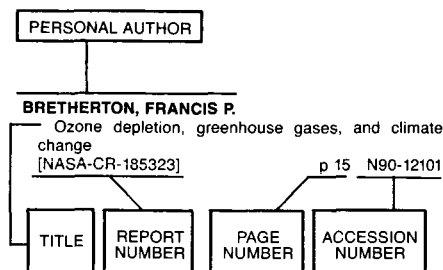 PERSONAL AUTHOR
BRETHERTON, FRANCIS P.
Ozone depletion, greenhouse gases, and climate
change
[NASA-CR-185323] p 15 N90-12101
TITLE
REPORT
NUMBER
PAGE
NUMBER
ACCESSION
NUMBER